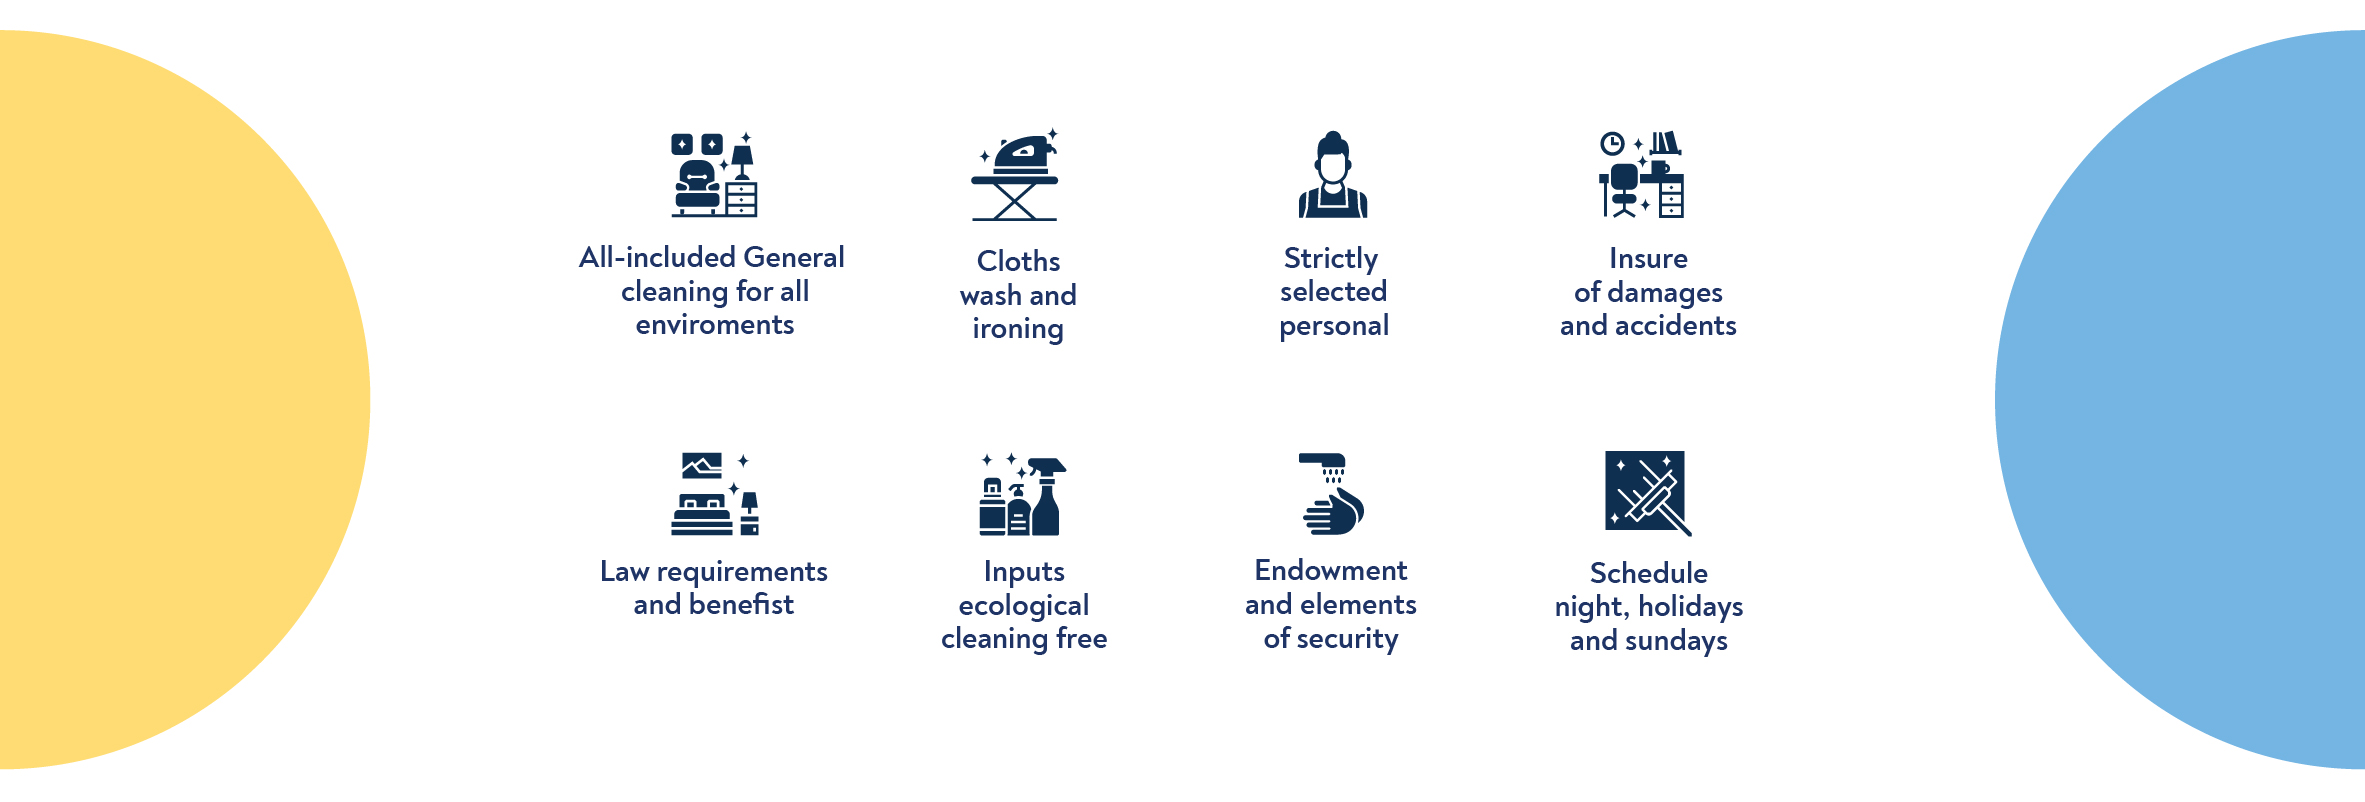 All-included General
cleaning for all
enviroments
Cloths
wash and
ironing
Strictly
selected
personal
Insure
of damages
and accidents
Law requirements
and benefist
Inputs
ecological
cleaning free
Endowment
and elements
of security
Schedule
night, holidays
and sundays